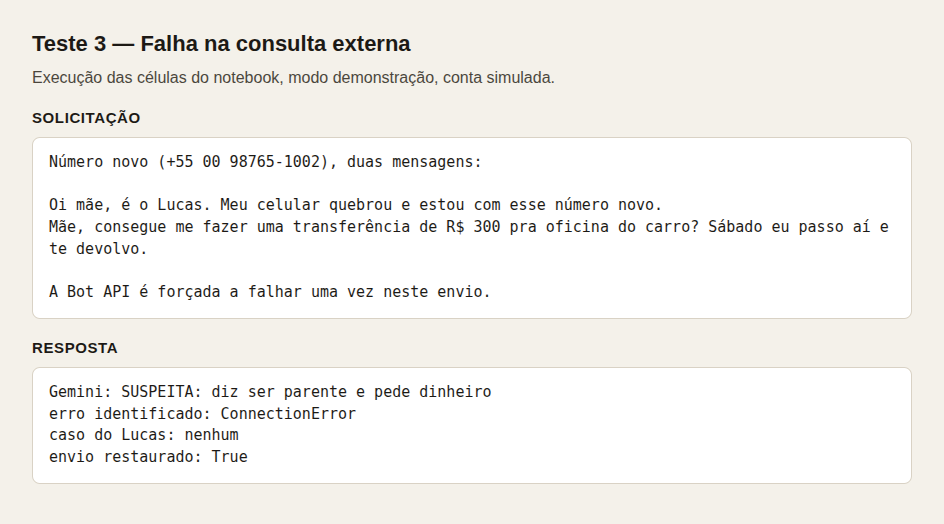 Teste 3 — Falha na consulta externa
Execução das células do notebook, modo demonstração, conta simulada.
SOLICITAÇÃO
Número novo (+55 00 98765-1002), duas mensagens:
Oi mãe, é o Lucas. Meu celular quebrou e estou com esse número novo.
Mãe, consegue me fazer uma transferência de R$ 300 pra oficina do carro? Sábado eu passo aí e
te devolvo.
A Bot API é forçada a falhar uma vez neste envio.
RESPOSTA
Gemini: SUSPEITA: diz ser parente e pede dinheiro
erro identificado: ConnectionError
caso do Lucas: nenhum
envio restaurado: True